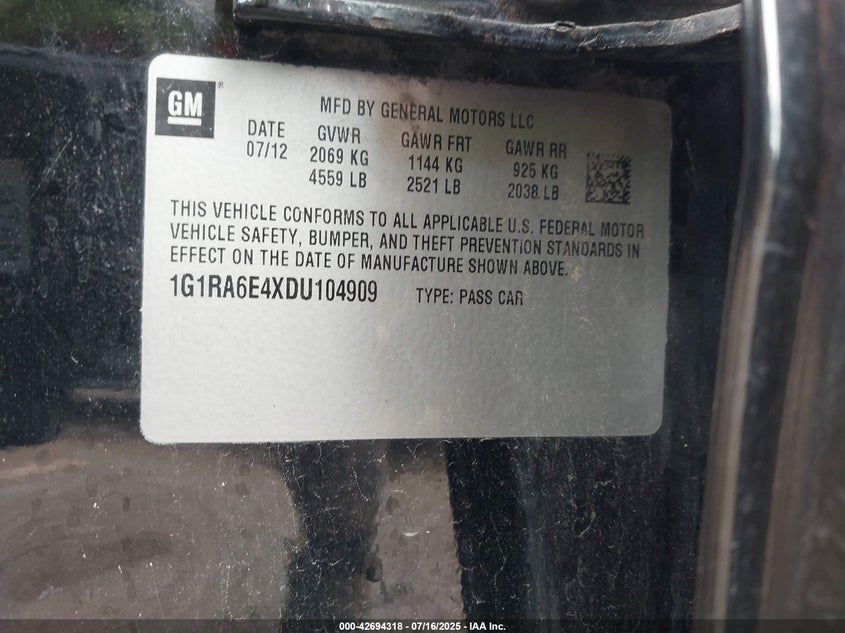 GM
MFD BY GENERAL MOTORS LLC
DATE GVWR GAWR FRT GAWR RR
07/12 2069 KG 1144 KG 925 KG
4559 LB 2521 LB 2038 LB
THIS VEHICLE CONFORMS TO ALL APPLICABLE U.S. FEDERAL MOTOR
VEHICLE SAFETY, BUMPER, AND THEFT PREVENTION STANDARDS IN
EFFECT ON THE DATE OF MANUFACTURE SHOWN ABOVE.
1G1RA6E4XDU104909 TYPE: PASS CAR
000-42694318 - 07/16/2025 - IAA Inc.